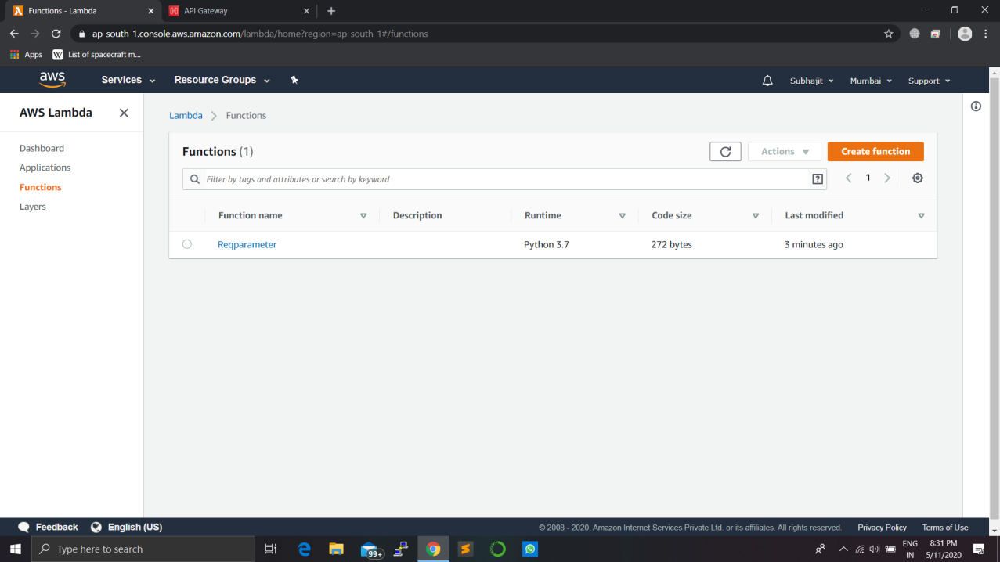 Functions - Lambda
API Gateway
ap-south-1.console.aws.amazon.com/lambda/home?region=ap-south-1#/functions
Apps
W List of spacecraft m...
aws Services Resource Groups Subhajit Mumbai Support
AWS Lambda
Dashboard
Applications
Functions
Layers
Lambda Functions
Functions (1) Actions Create function
Filter by tags and attributes or search by keyword ? 1
Function name Description Runtime Code size Last modified
Reqparameter Python 3.7 272 bytes 3 minutes ago
Feedback English (US) © 2008 - 2020, Amazon Internet Services Private Ltd. or its affiliates. All rights reserved. Privacy Policy Terms of Use
Type here to search
99+
ENG
IN
8:31 PM
5/11/2020